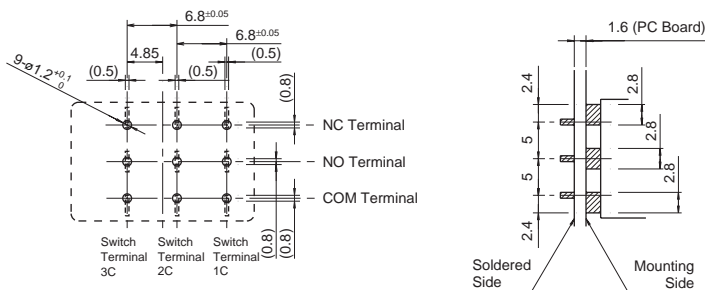 6.8±0.05
6.8±0.05
4.85
(0.5)
(0.5)
(0.5)
9-ø1.2 +0.1 0
(0.8)
NC Terminal
NO Terminal
COM Terminal
(0.8)
(0.8)
Switch Terminal 3C
Switch Terminal 2C
Switch Terminal 1C
1.6 (PC Board)
2.4
2.8
5
2.8
5
2.8
2.4
Soldered Side
Mounting Side